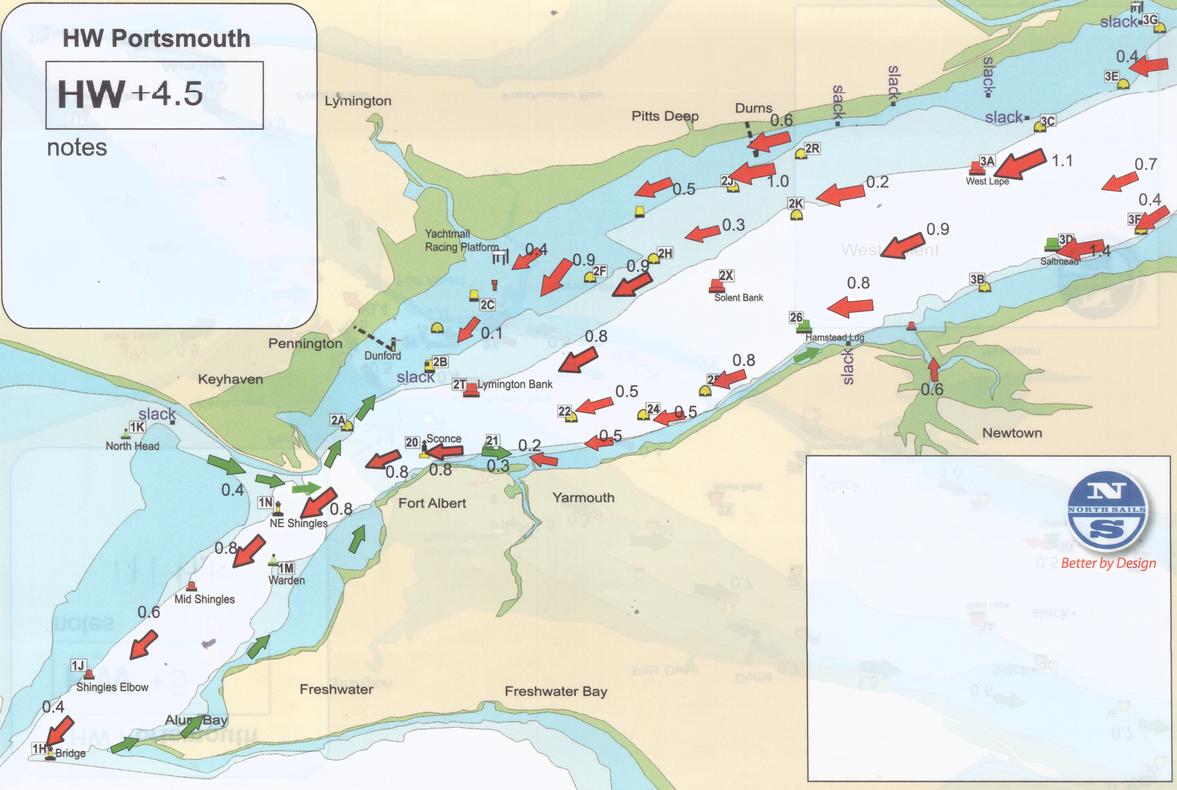 HW Portsmouth
HW +4.5
notes
slack
3G
0.4
3E
Lymington
Pitts Deep
Durns
0.6
slack
slack
slack
slack
3C
2R
3A
West Lepe
1.1
0.7
0.5
2J
1.0
0.2
2K
0.4
Yachtmail
Racing Platform
0.4
0.3
0.9
3D
Saltmead
1.4
0.9
2F
0.9
2H
2X
Solent Bank
3B
2C
0.8
0.1
26
Hamstead Ldg
Pennington
Dunford
0.8
slack
2B
slack
Keyhaven
2T
Lymington Bank
0.8
0.6
0.5
22
24
0.5
slack
1K
North Head
2A
20
Sconce
21
0.2
0.5
Newtown
0.8
0.8
0.3
0.4
1N
NE Shingles
0.8
Fort Albert
Yarmouth
NORTH SAILS
N
S
Better by Design
0.8
1M
Warden
Mid Shingles
0.6
1J
Shingles Elbow
Freshwater
Freshwater Bay
0.4
Alum Bay
1H
Bridge